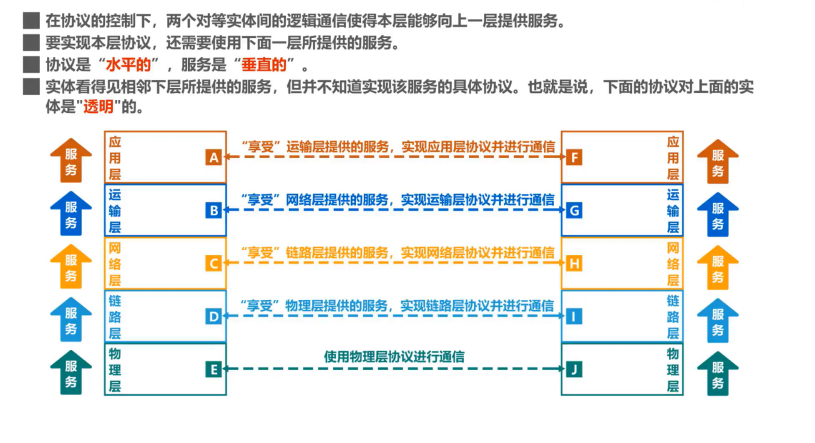 在协议的控制下，两个对等实体间的逻辑通信使得本层能够向上一层提供服务。
要实现本层协议，还需要使用下面一层所提供的服务。
协议是“水平的”，服务是“垂直的”。
实体看得见相邻下层所提供的服务，但并不知道实现该服务的具体协议。也就是说，下面的协议对上面的实
体是"透明"的。
服务 应用层 A “享受”运输层提供的服务，实现应用层协议并进行通信 F 应用层 服务
服务 运输层 B “享受”网络层提供的服务，实现运输层协议并进行通信 G 运输层 服务
服务 网络层 C “享受”链路层提供的服务，实现网络层协议并进行通信 H 网络层 服务
服务 链路层 D “享受”物理层提供的服务，实现链路层协议并进行通信 I 链路层 服务
服务 物理层 E 使用物理层协议进行通信 J 物理层 服务